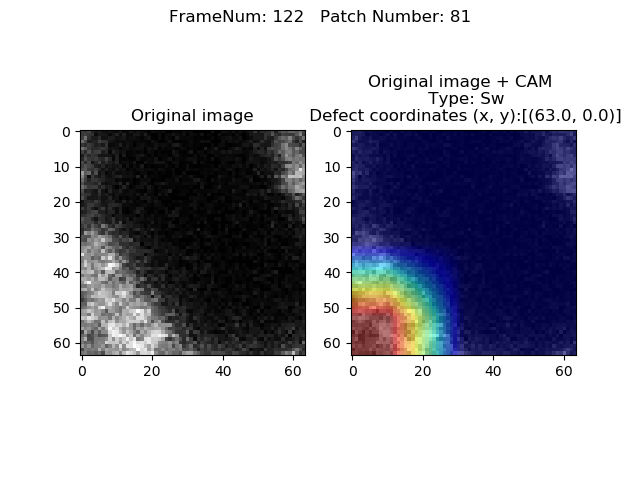 FrameNum: 122   Patch Number: 81
Original image
Original image + CAM
Type: Sw
Defect coordinates (x, y):[(63.0, 0.0)]
0
10
20
30
40
50
60
0 20 40 60
0
10
20
30
40
50
60
0 20 40 60